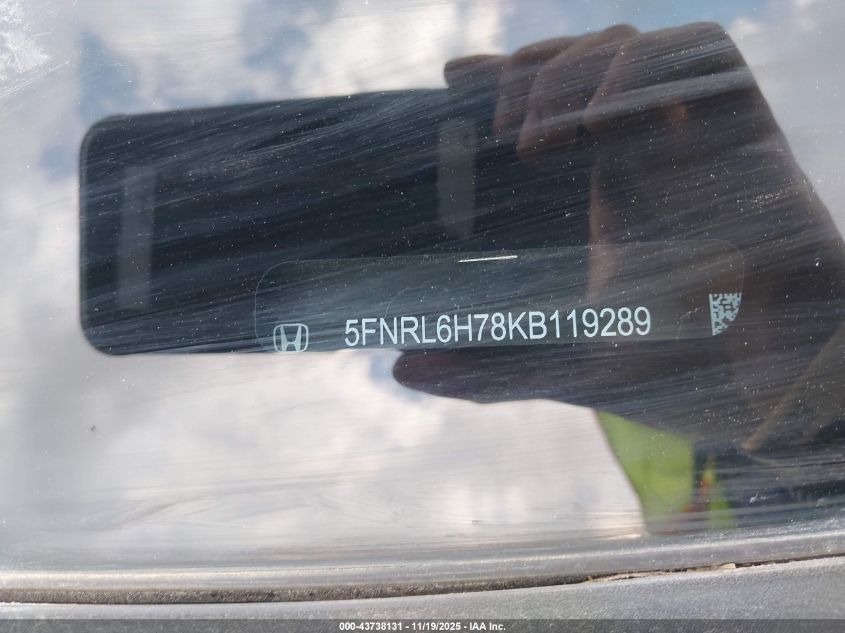 5FNRL6H78KB119289
000-43738131 - 11/19/2025 - IAA Inc.